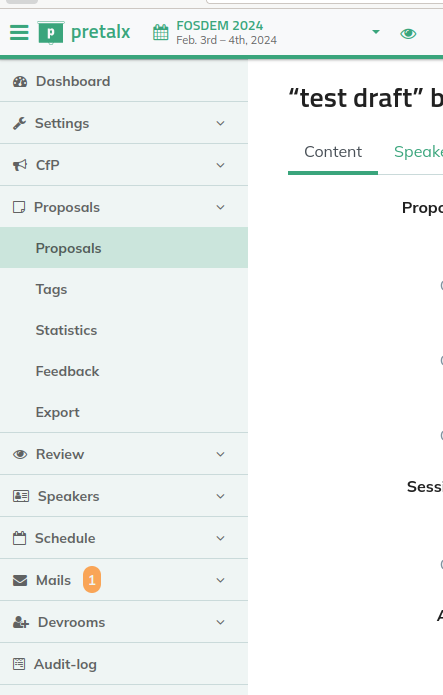 pretalx
FOSDEM 2024
Feb. 3rd – 4th, 2024
Dashboard
Settings
CfP
Proposals
Proposals
Tags
Statistics
Feedback
Export
Review
Speakers
Schedule
Mails 1
Devrooms
Audit-log
“test draft” b
Content Speake
Propo
Sessi
A